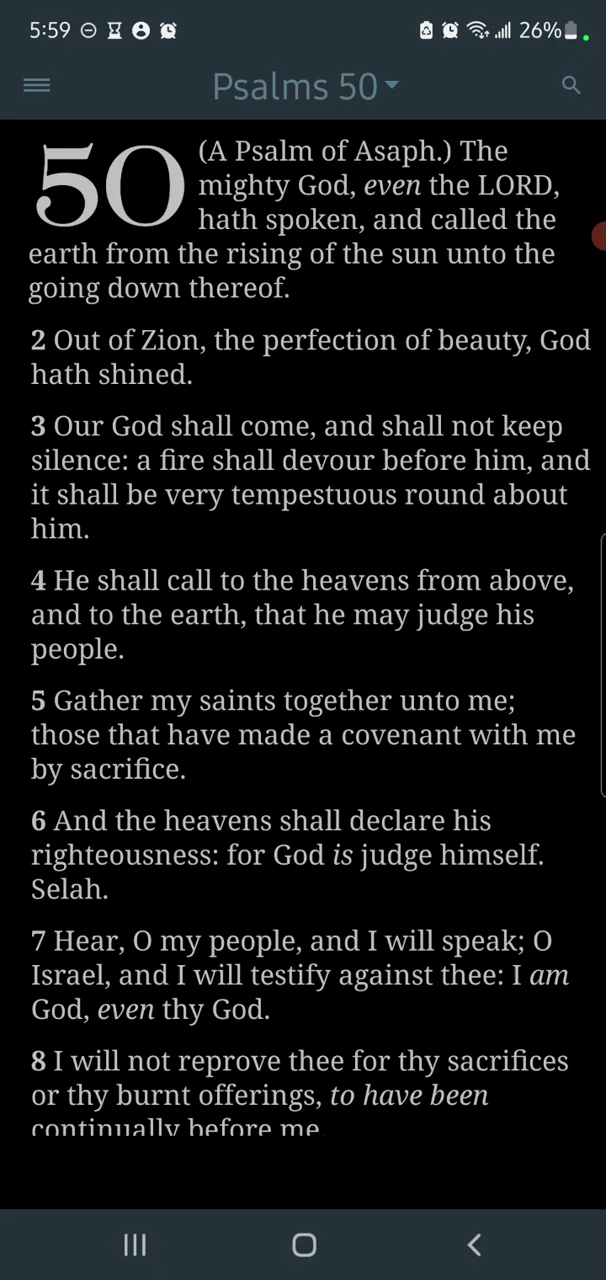 5:59
26%
Psalms 50
50 (A Psalm of Asaph.) The
mighty God, even the LORD,
hath spoken, and called the
earth from the rising of the sun unto the
going down thereof.
2 Out of Zion, the perfection of beauty, God
hath shined.
3 Our God shall come, and shall not keep
silence: a fire shall devour before him, and
it shall be very tempestuous round about
him.
4 He shall call to the heavens from above,
and to the earth, that he may judge his
people.
5 Gather my saints together unto me;
those that have made a covenant with me
by sacrifice.
6 And the heavens shall declare his
righteousness: for God is judge himself.
Selah.
7 Hear, O my people, and I will speak; O
Israel, and I will testify against thee: I am
God, even thy God.
8 I will not reprove thee for thy sacrifices
or thy burnt offerings, to have been
continually before me.